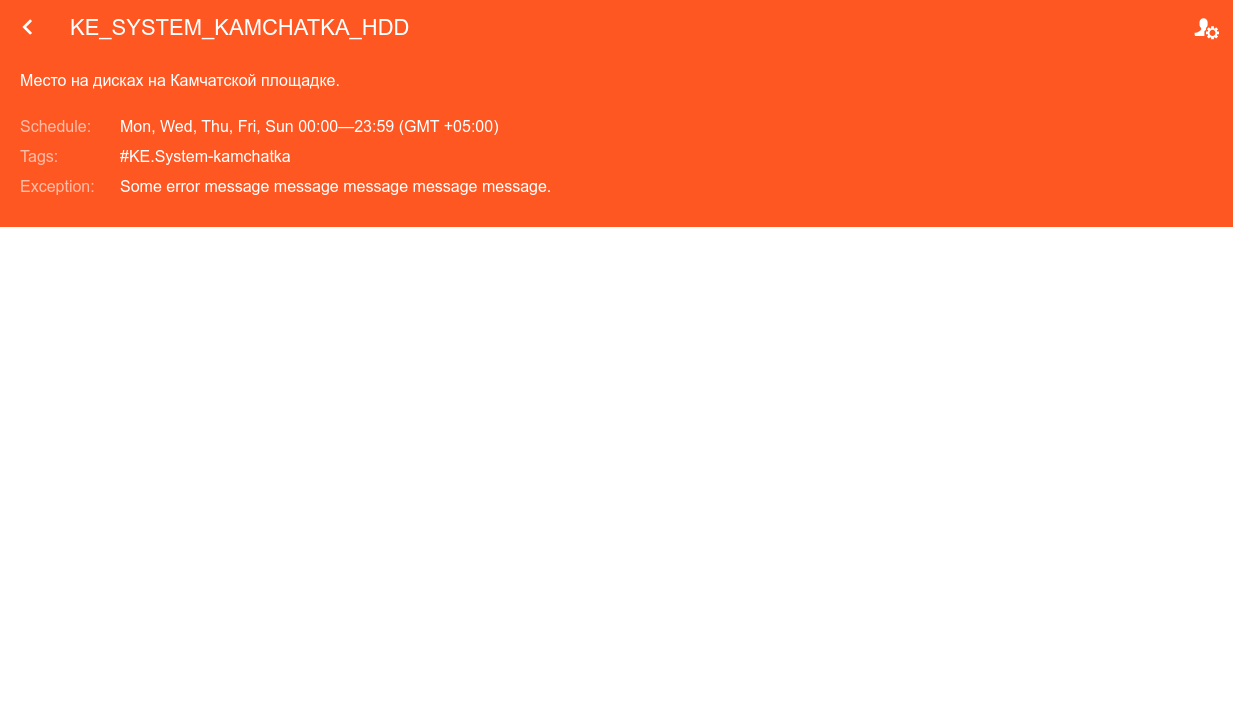 KE_SYSTEM_KAMCHATKA_HDD
Место на дисках на Камчатской площадке.
Schedule: Mon, Wed, Thu, Fri, Sun 00:00—23:59 (GMT +05:00)
Tags: #KE.System-kamchatka
Exception: Some error message message message message message.